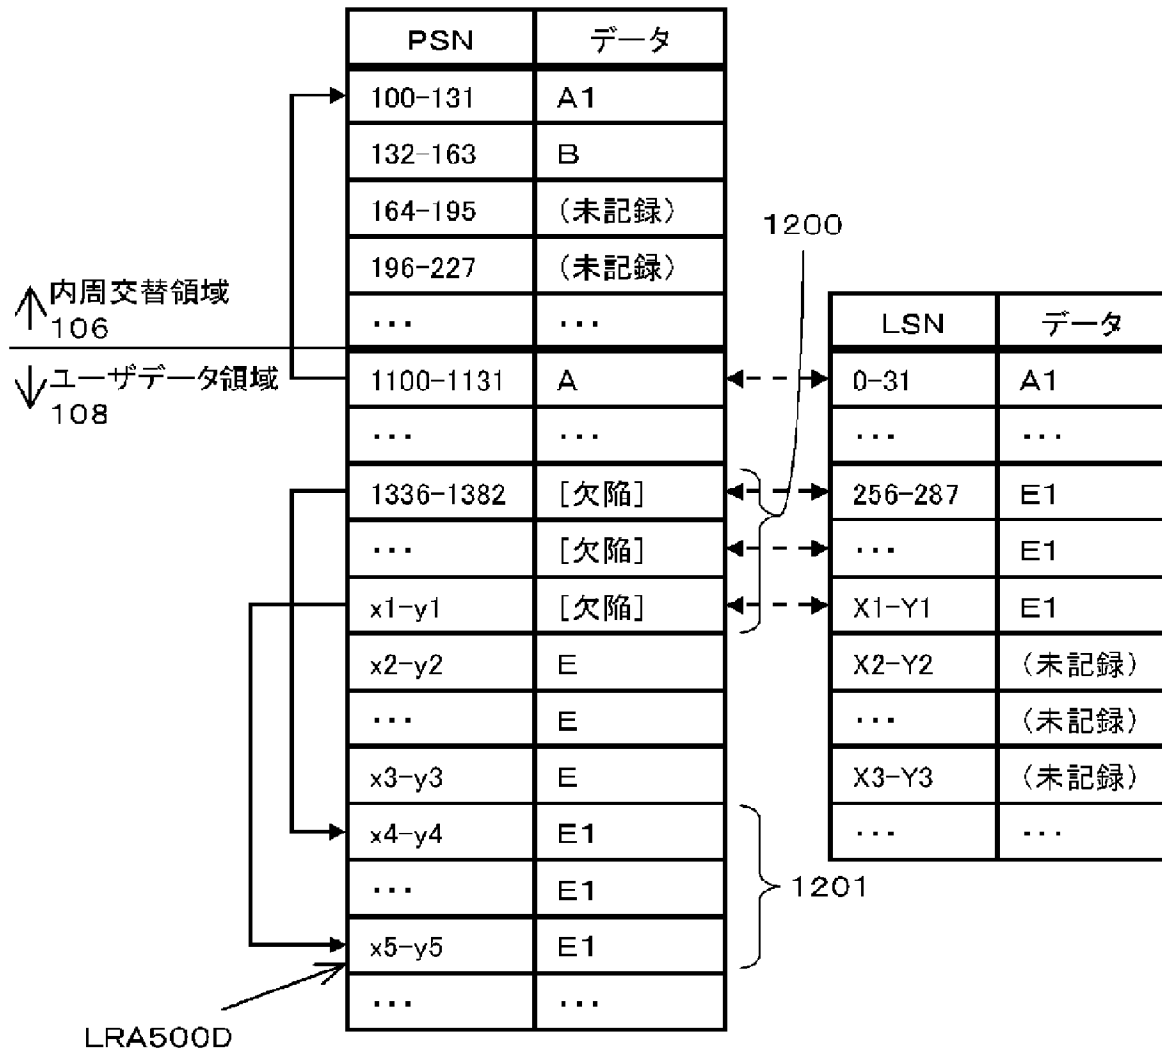 PSN データ
100-131 A1
132-163 B
164-195 (未記録)
196-227 (未記録)
... ...
1100-1131 A
... ...
1336-1382 [欠陥]
... [欠陥]
x1-y1 [欠陥]
x2-y2 E
... E
x3-y3 E
x4-y4 E1
... E1
x5-y5 E1
... ...
内周交替領域
106
ユーザデータ領域
108
LRA500D
1200
1201
LSN データ
0-31 A1
... ...
256-287 E1
... E1
X1-Y1 E1
X2-Y2 (未記録)
... (未記録)
X3-Y3 (未記録)
... ...